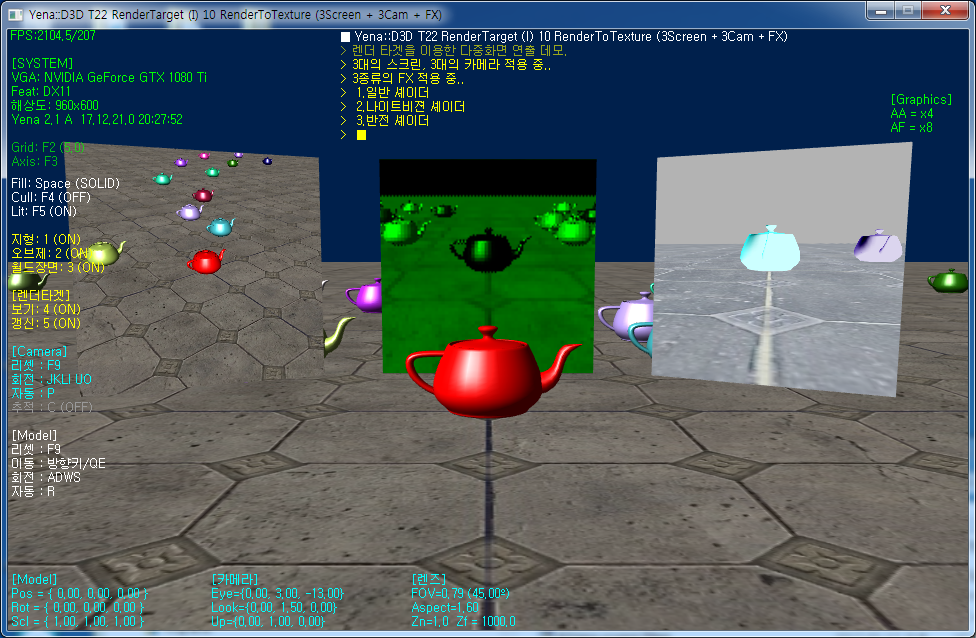 Yena::D3D T22 RenderTarget (I) 10 RenderToTexture (3Screen + 3Cam + FX)
FPS:2104,5/207
[SYSTEM]
VGA: NVIDIA GeForce GTX 1080 Ti
Feat: DX11
해상도: 960x600
Yena 2,1 A 17,12,21,0 20:27:52
Grid: F2 (5,0)
Axis: F3
Fill: Space (SOLID)
Cull: F4 (OFF)
Lit: F5 (ON)
지형: 1 (ON)
오브제: 2 (ON)
월드장면: 3 (ON)
[렌더타겟]
보기: 4 (ON)
갱신: 5 (ON)
[Camera]
리셋 : F9
회전 : JKLI UO
자동 : P
추적 : C (OFF)
[Model]
리셋 : F9
이동 : 방향키/QE
회전 : ADWS
자동 : R
Yena::D3D T22 RenderTarget (I) 10 RenderToTexture (3Screen + 3Cam + FX)
> 렌더 타겟을 이용한 다중화면 연출 데모.
> 3대의 스크린, 3대의 카메라 적용 중,,
> 3종류의 FX 적용 중,,
> 1,일반 셰이더
> 2,나이트비젼 셰이더
> 3,반전 셰이더
>
[Graphics]
AA = x4
AF = x8
[Model]
Pos = { 0,00, 0,00, 0,00 }
Rot = { 0,00, 0,00, 0,00 }
Scl = { 1,00, 1,00, 1,00 }
[카메라]
Eye={0,00, 3,00, -13,00}
Look={0,00, 1,50, 0,00}
Up={0,00, 1,00, 0,00}
[렌즈]
FOV=0,79 (45,00º)
Aspect=1,60
Zn=1,0 Zf = 1000,0